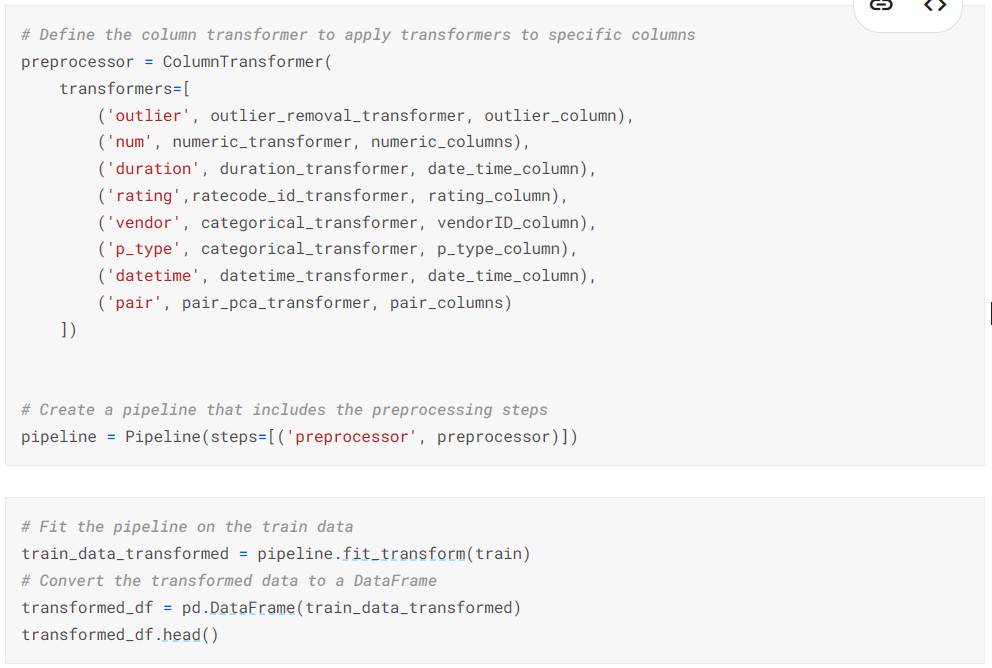 # Define the column transformer to apply transformers to specific columns
preprocessor = ColumnTransformer(
    transformers=[
        ('outlier', outlier_removal_transformer, outlier_column),
        ('num', numeric_transformer, numeric_columns),
        ('duration', duration_transformer, date_time_column),
        ('rating',ratecode_id_transformer, rating_column),
        ('vendor', categorical_transformer, vendorID_column),
        ('p_type', categorical_transformer, p_type_column),
        ('datetime', datetime_transformer, date_time_column),
        ('pair', pair_pca_transformer, pair_columns)
    ])
# Create a pipeline that includes the preprocessing steps
pipeline = Pipeline(steps=[('preprocessor', preprocessor)])
# Fit the pipeline on the train data
train_data_transformed = pipeline.fit_transform(train)
# Convert the transformed data to a DataFrame
transformed_df = pd.DataFrame(train_data_transformed)
transformed_df.head()